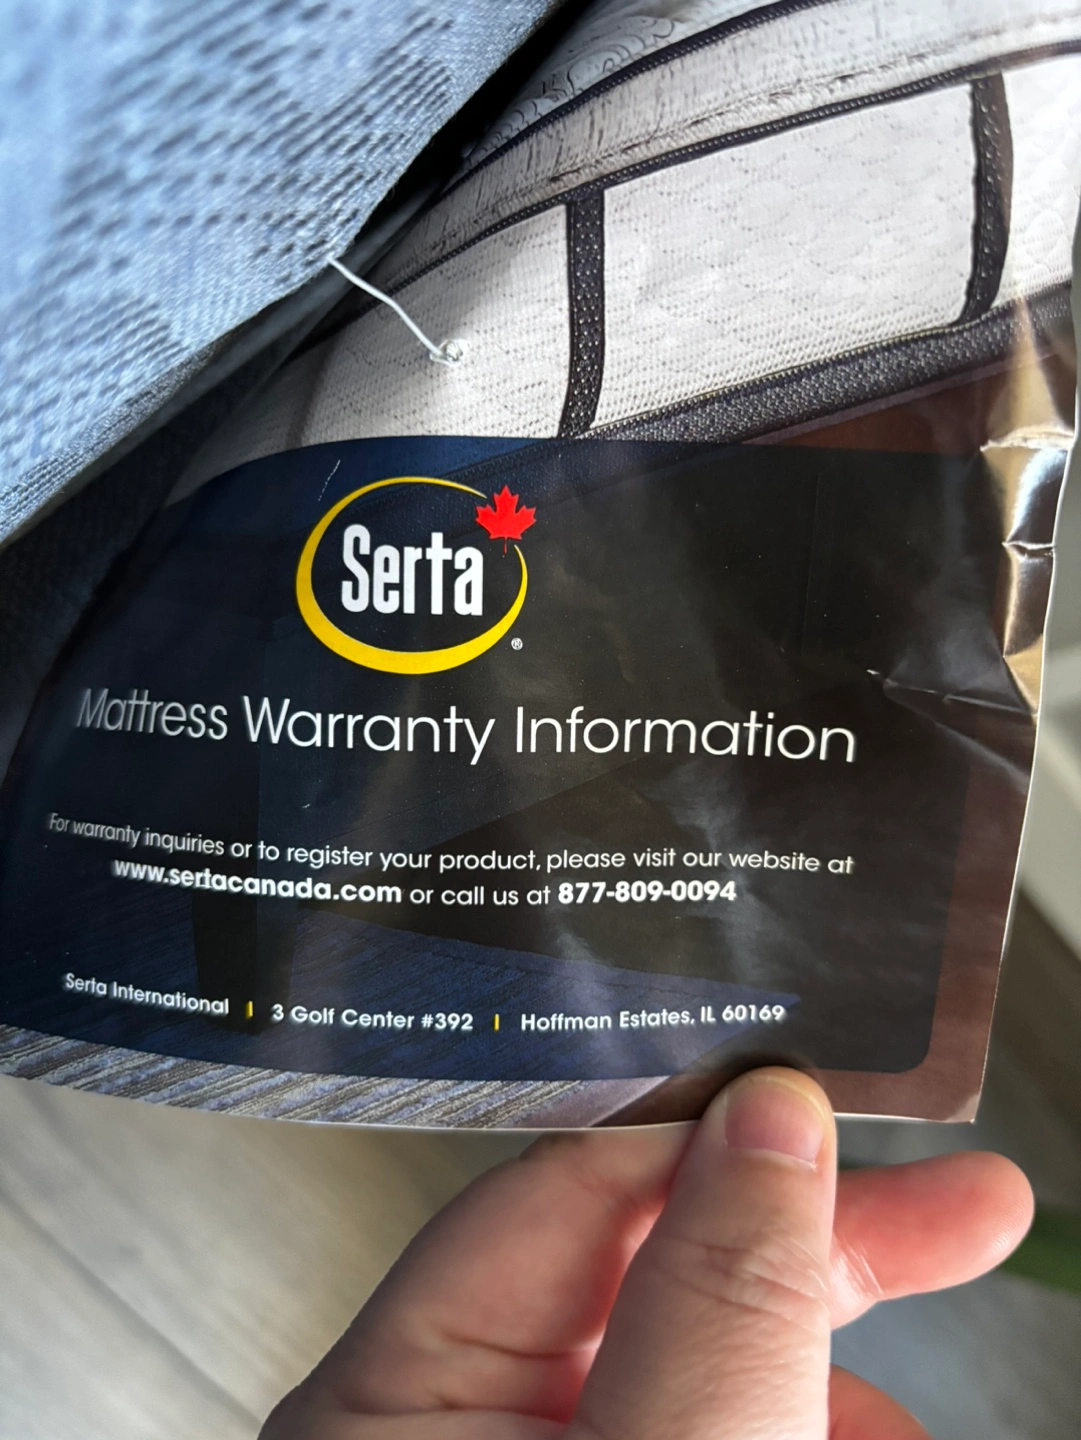 Serta
®
Mattress Warranty Information
For warranty inquiries or to register your product, please visit our website at
www.sertacanada.com or call us at 877-809-0094
Serta International | 3 Golf Center #392 | Hoffman Estates, IL 60169